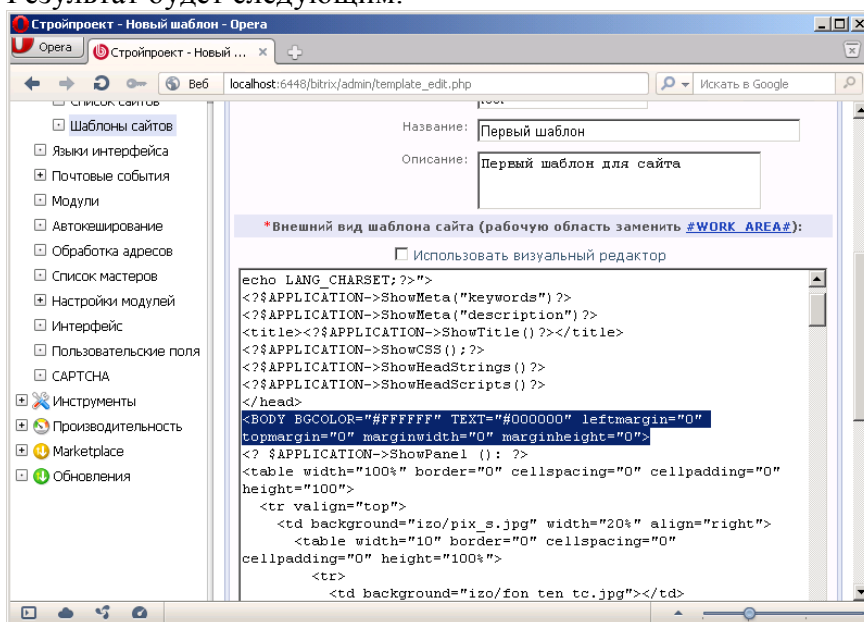 Результат будет следующим:
Стройпроект - Новый шаблон - Opera
Opera
Стройпроект - Новый ...
Веб
localhost:6448/bitrix/admin/template_edit.php
Искать в Google
Список сайтов
Шаблоны сайтов
Языки интерфейса
Почтовые события
Модули
Автокеширование
Обработка адресов
Список мастеров
Настройки модулей
Интерфейс
Пользовательские поля
CAPTCHA
Инструменты
Производительность
Marketplace
Обновления
Название:
Первый шаблон
Описание:
Первый шаблон для сайта
*Внешний вид шаблона сайта (рабочую область заменить #WORK_AREA#):
Использовать визуальный редактор
echo LANG_CHARSET;?>">
<?$APPLICATION->ShowMeta("keywords")?>
<?$APPLICATION->ShowMeta("description")?>
<title><?$APPLICATION->ShowTitle()?></title>
<?$APPLICATION->ShowCSS();?>
<?$APPLICATION->ShowHeadStrings()?>
<?$APPLICATION->ShowHeadScripts()?>
</head>
<BODY BGCOLOR="#FFFFFF" TEXT="#000000" leftmargin="0"
topmargin="0" marginwidth="0" marginheight="0">
<? $APPLICATION->ShowPanel (): ?>
<table width="100%" border="0" cellspacing="0" cellpadding="0"
height="100">
<tr valign="top">
<td background="izo/pix_s.jpg" width="20%" align="right">
<table width="10" border="0" cellspacing="0"
cellpadding="0" height="100%">
<tr>
<td background="izo/fon ten tc.jpg"></td>